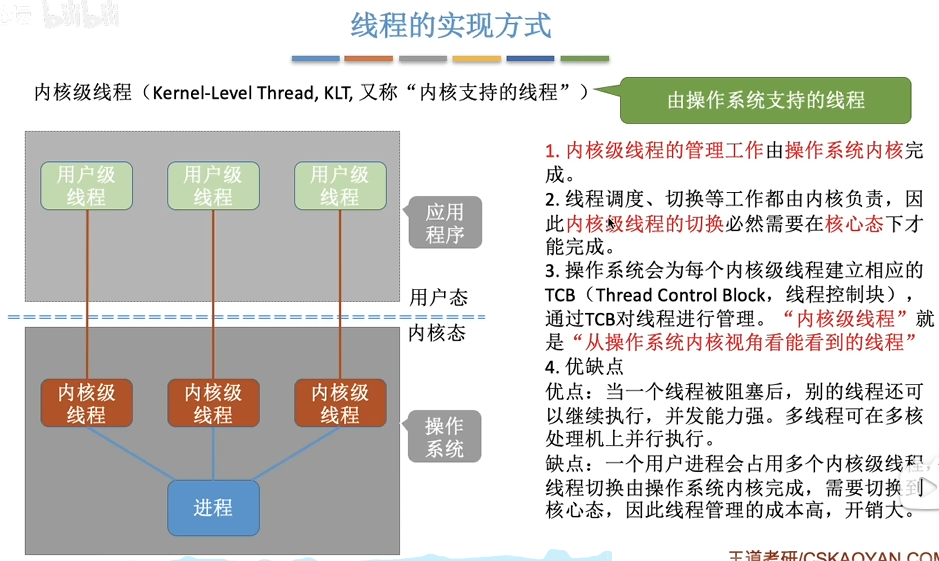 bilibili
线程的实现方式
内核级线程（Kernel-Level Thread, KLT, 又称“内核支持的线程”）
由操作系统支持的线程
用户级
线程
用户级
线程
用户级
线程
应用
程序
用户态
内核态
内核级
线程
内核级
线程
内核级
线程
操作
系统
进程
1. 内核级线程的管理工作由操作系统内核完
成。
2. 线程调度、切换等工作都由内核负责，因
此内核级线程的切换必然需要在核心态下才
能完成。
3. 操作系统会为每个内核级线程建立相应的
TCB（Thread Control Block，线程控制块），
通过TCB对线程进行管理。“内核级线程”就
是“从操作系统内核视角看能看到的线程”
4. 优缺点
优点：当一个线程被阻塞后，别的线程还可
以继续执行，并发能力强。多线程可在多核
处理机上并行执行。
缺点：一个用户进程会占用多个内核级线程，
线程切换由操作系统内核完成，需要切换到
核心态，因此线程管理的成本高，开销大。
王道考研/CSKAOYAN.COM